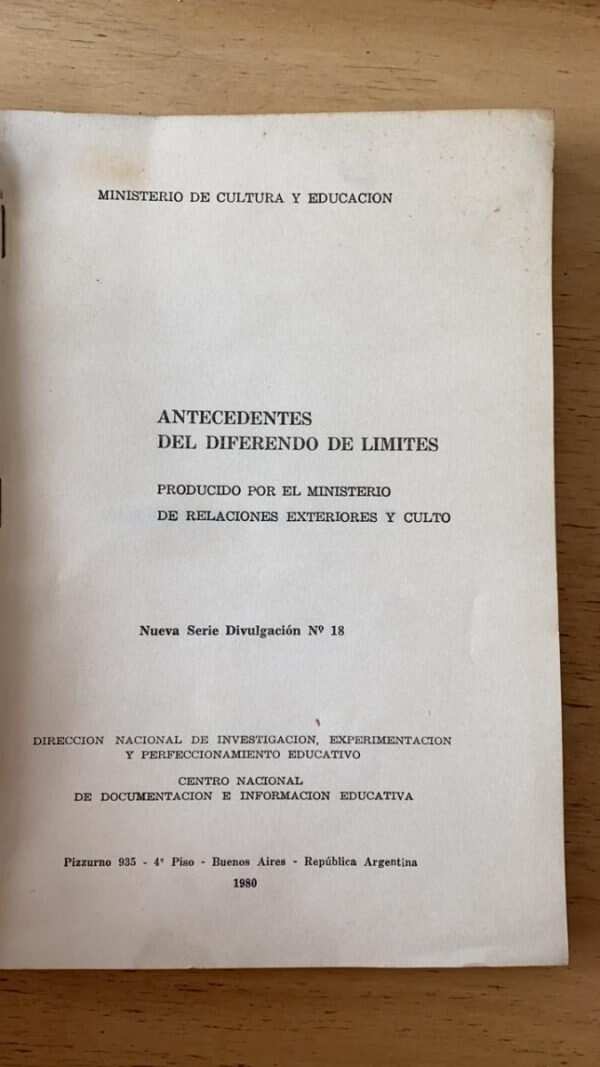 MINISTERIO DE CULTURA Y EDUCACION
ANTECEDENTES
DEL DIFERENDO DE LIMITES
PRODUCIDO POR EL MINISTERIO
DE RELACIONES EXTERIORES Y CULTO
Nueva Serie Divulgación Nº 18
DIRECCION NACIONAL DE INVESTIGACION, EXPERIMENTACION
Y PERFECCIONAMIENTO EDUCATIVO
CENTRO NACIONAL
DE DOCUMENTACION E INFORMACION EDUCATIVA
Pizzurno 935 - 4º Piso - Buenos Aires - República Argentina
1980